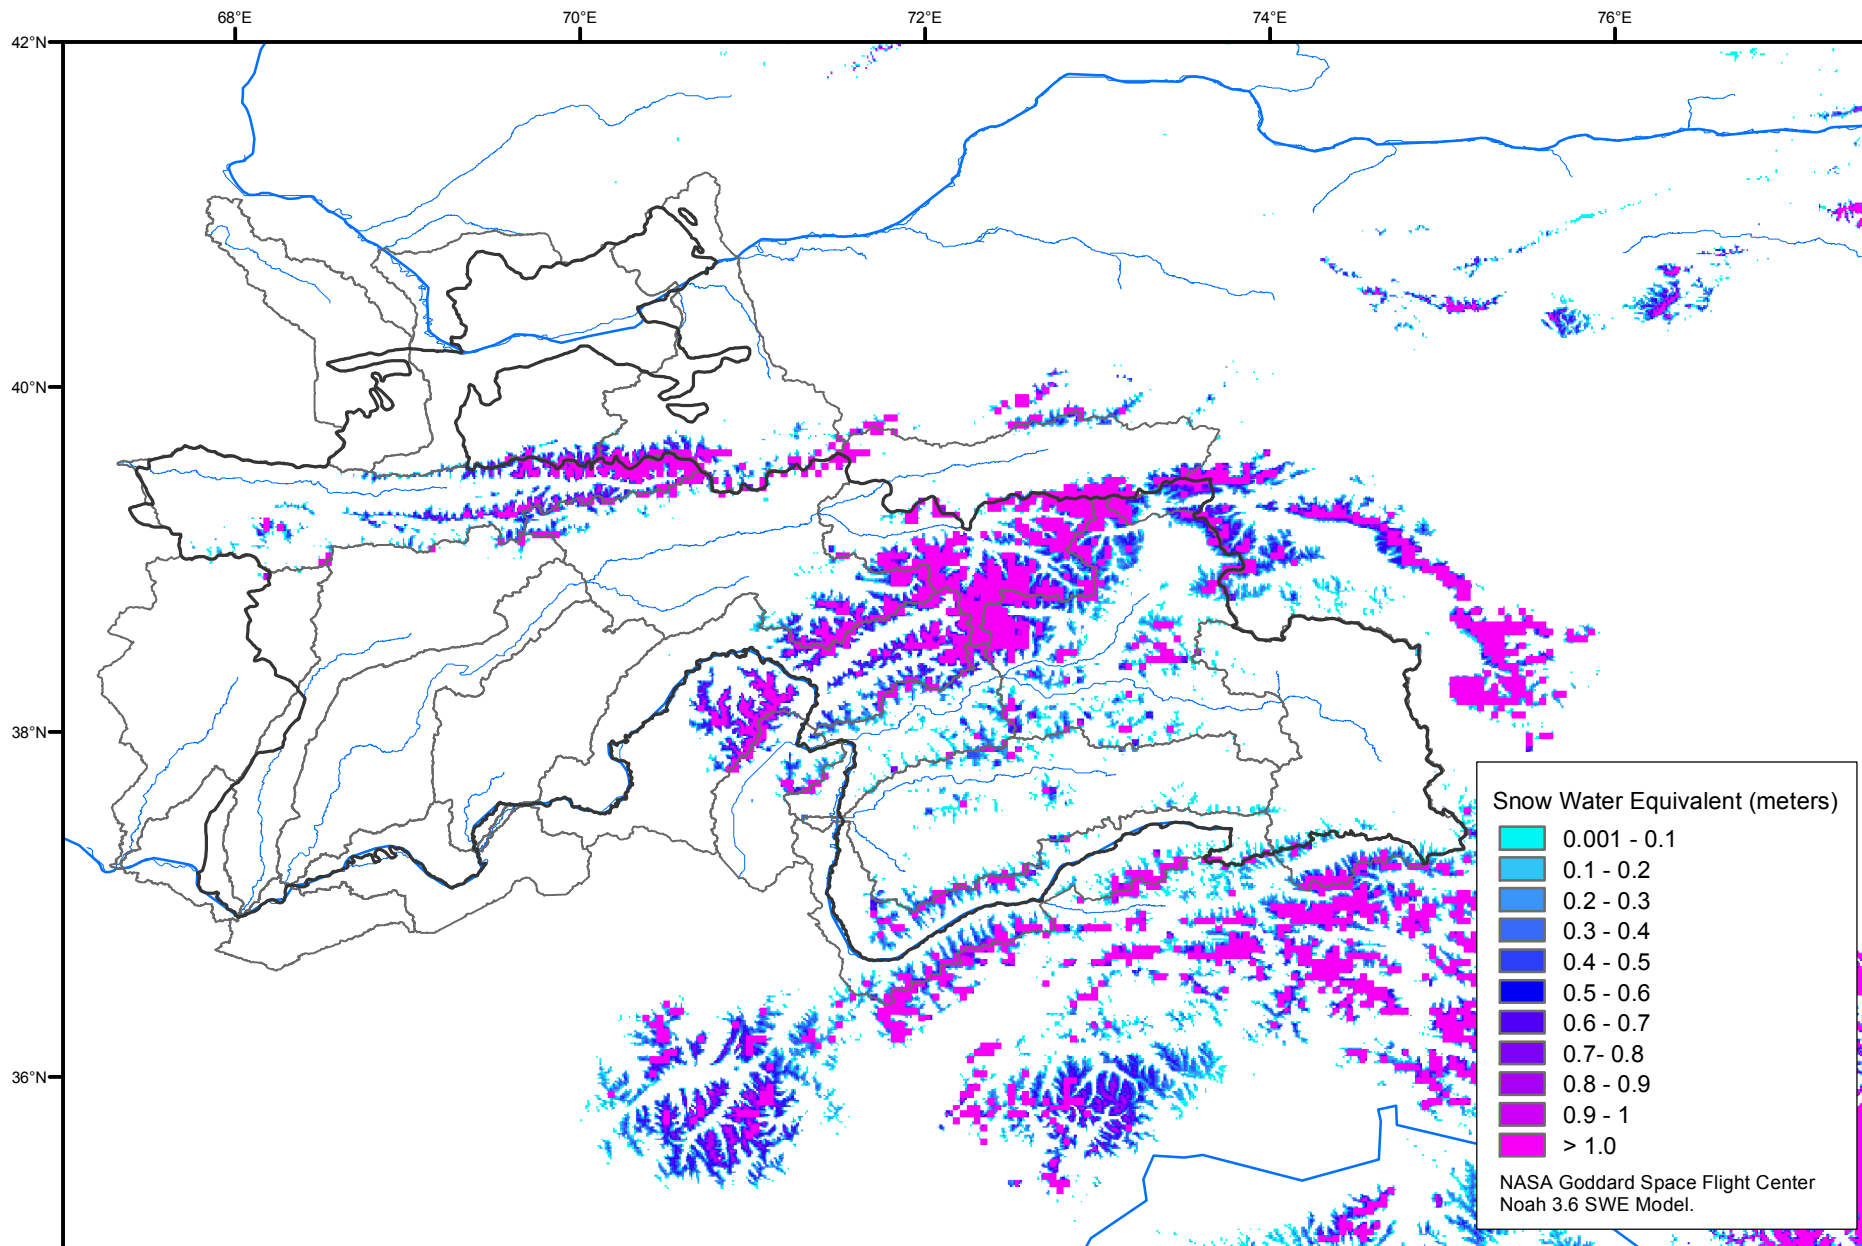 68°E
70°E
72°E
74°E
76°E
42°N
40°N
38°N
36°N
Snow Water Equivalent (meters)
0.001 - 0.1
0.1 - 0.2
0.2 - 0.3
0.3 - 0.4
0.4 - 0.5
0.5 - 0.6
0.6 - 0.7
0.7- 0.8
0.8 - 0.9
0.9 - 1
> 1.0
NASA Goddard Space Flight Center
Noah 3.6 SWE Model.